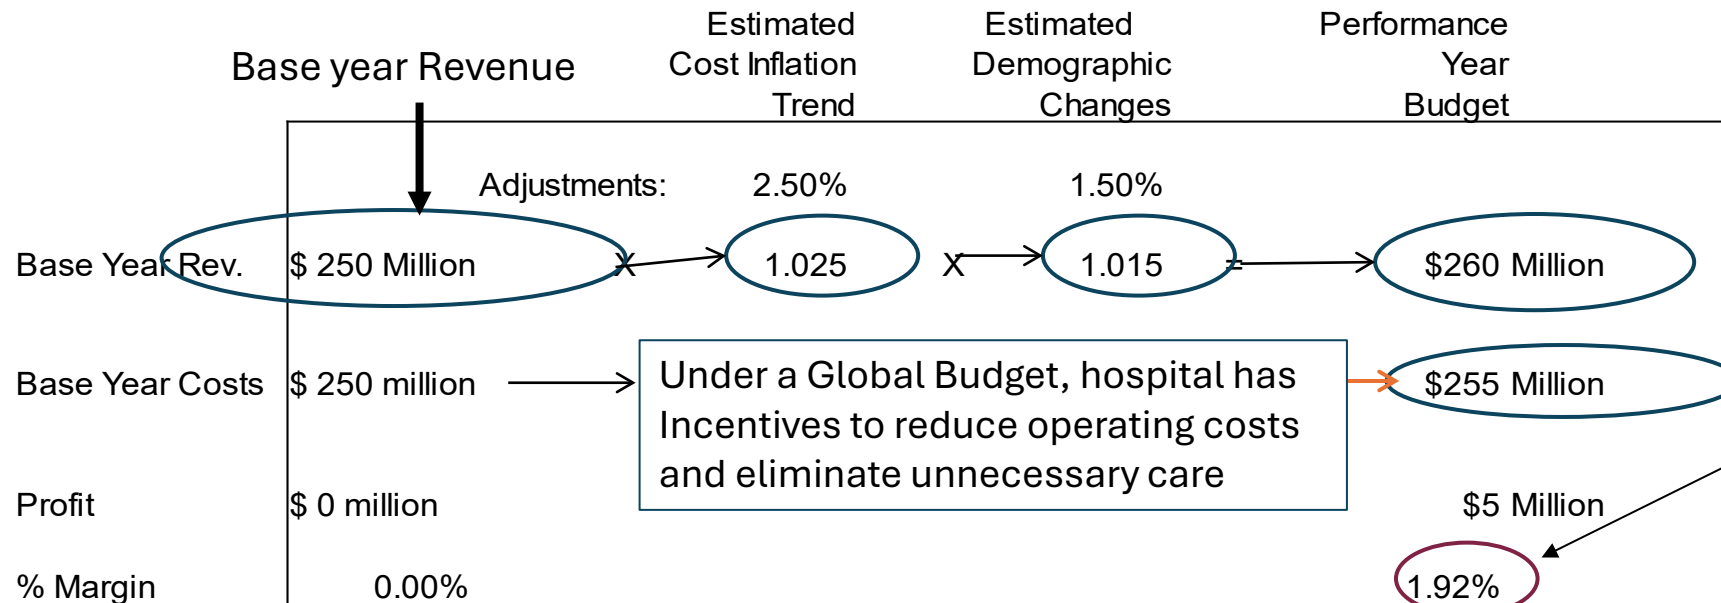 Base year Revenue
Estimated
Cost Inflation
Trend
Estimated
Demographic
Changes
Performance
Year
Budget
Adjustments: 2.50% 1.50%
Base Year Rev. $ 250 Million X 1.025 X 1.015 = $260 Million
Base Year Costs $ 250 million $255 Million
Under a Global Budget, hospital has
Incentives to reduce operating costs
and eliminate unnecessary care
Profit $ 0 million $5 Million
% Margin 0.00% 1.92%